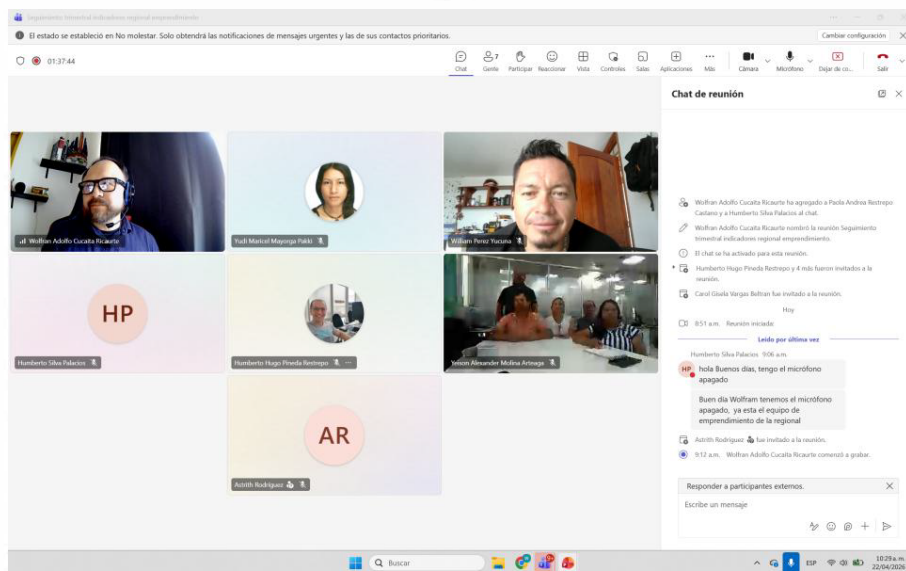 Seguimiento trimestral indicadores regional emprendimiento
El estado se estableció en No molestar. Solo obtendrá las notificaciones de mensajes urgentes y las de sus contactos prioritarios.
Cambiar configuración
01:37:44
Chat
7
Gente
Participar
Reaccionar
Vista
Controles
Salas
Aplicaciones
Más
Cámara
Micrófono
Dejar de co...
Salir
Wolfran Adolfo Cucaita Ricaurte
Yudi Maricel Mayorga Pakki
William Perez Yucuna
HP
Humberto Silva Palacios
Humberto Hugo Pineda Restrepo
Yeison Alexander Molina Arteaga
AR
Astrith Rodriguez
Chat de reunión
Wolfran Adolfo Cucaita Ricaurte ha agregado a Paola Andrea Restrepo
Castano y a Humberto Silva Palacios al chat.
Wolfran Adolfo Cucaita Ricaurte nombró la reunión Seguimiento
trimestral indicadores regional emprendimiento.
El chat se ha activado para esta reunión.
Humberto Hugo Pineda Restrepo y 4 más fueron invitados a la
reunión.
Carol Gisela Vargas Beltran fue invitado a la reunión.
Hoy
8:51 a.m. Reunión iniciada:
Leído por última vez
Humberto Silva Palacios 9:06 a.m.
HP
hola Buenos días, tengo el micrófono
apagado
Buen día Wolfram tenemos el micrófono
apagado, ya esta el equipo de
emprendimiento de la regional
Astrith Rodriguez fue invitado a la reunión.
9:12 a.m. Wolfran Adolfo Cucaita Ricaurte comenzó a grabar.
Responder a participantes externos.
Escribe un mensaje
Buscar
ESP
10:29 a.m.
22/04/2026